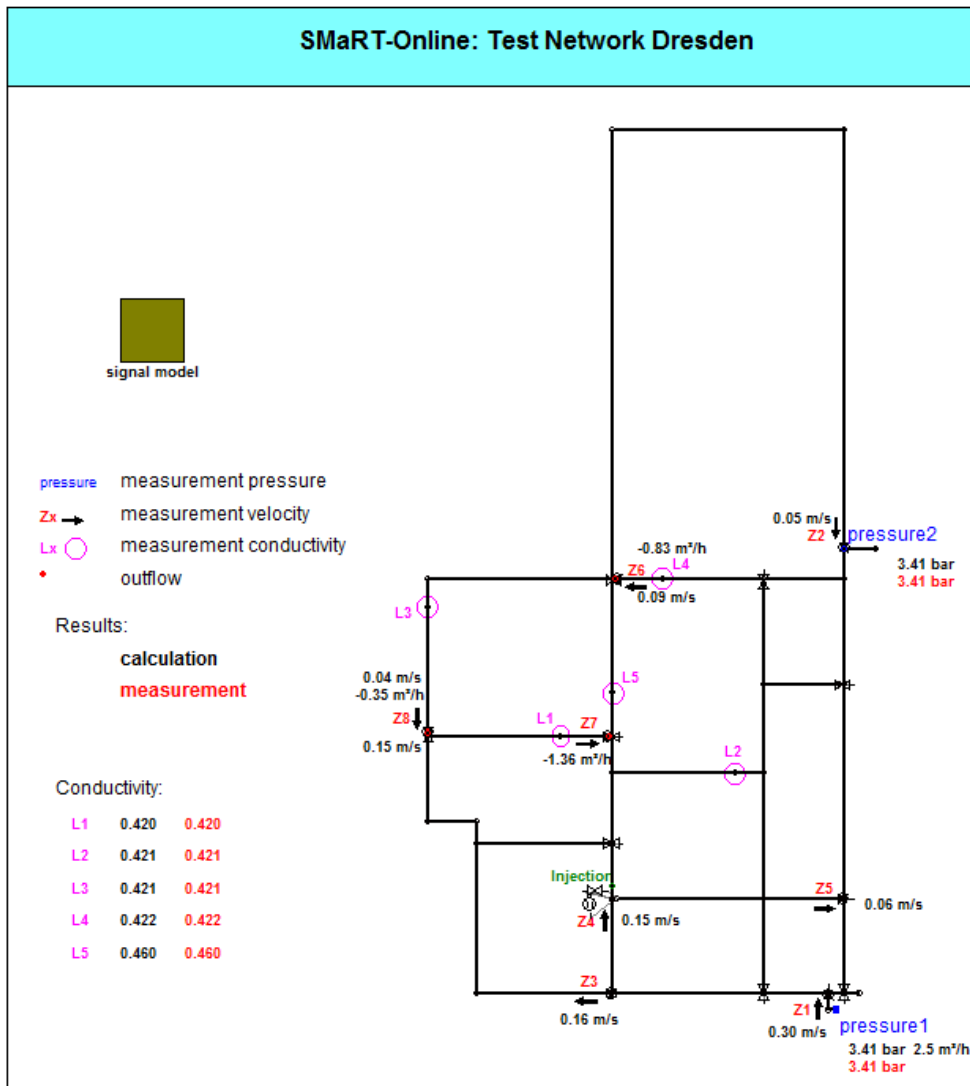 SMaRT-Online: Test Network Dresden
signal model
pressure measurement pressure
Zx measurement velocity
Lx measurement conductivity
outflow
Results:
calculation
measurement
Conductivity:
L1 0.420 0.420
L2 0.421 0.421
L3 0.421 0.421
L4 0.422 0.422
L5 0.460 0.460
0.05 m/s
Z2
pressure2
3.41 bar
3.41 bar
-0.83 m³/h
Z6
L4
0.09 m/s
L3
0.04 m/s
-0.35 m³/h
Z8
0.15 m/s
L5
L1
Z7
-1.36 m³/h
L2
Injection
Z4
0.15 m/s
Z5
0.06 m/s
Z3
0.16 m/s
Z1
0.30 m/s
pressure1
3.41 bar 2.5 m³/h
3.41 bar